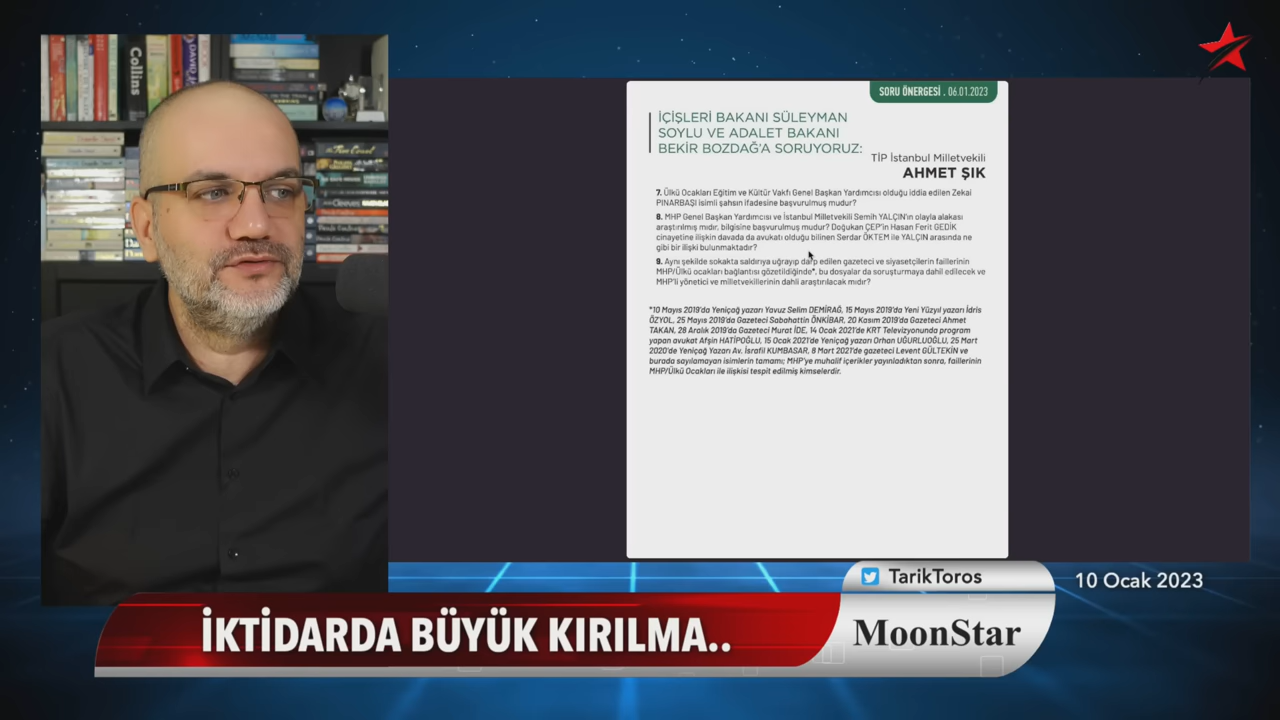 Collins
SORU ÖNERGESİ . 06.01.2023
İÇİŞLERİ BAKANI SÜLEYMAN
SOYLU VE ADALET BAKANI
BEKİR BOZDAĞ'A SORUYORUZ:
TİP İstanbul Milletvekili
AHMET ŞIK
7. Ülkü Ocakları Eğitim ve Kültür Vakfı Genel Başkan Yardımcısı olduğu iddia edilen Zekai
PINARBAŞI isimli şahsın ifadesine başvurulmuş mudur?
8. MHP Genel Başkan Yardımcısı ve İstanbul Milletvekili Semih YALÇIN'ın olayla alakası
araştırılmış mıdır, bilgisine başvurulmuş mudur? Doğukan ÇEP'in Hasan Ferit GEDİK
cinayetine ilişkin davada da avukatı olduğu bilinen Serdar ÖKTEM ile YALÇIN arasında ne
gibi bir ilişki bulunmaktadır?
9. Aynı şekilde sokakta saldırıya uğrayıp darp edilen gazeteci ve siyasetçilerin faillerinin
MHP/Ülkü ocakları bağlantısı gözetildiğinde*, bu dosyalar da soruşturmaya dahil edilecek ve
MHP'li yönetici ve milletvekillerinin dahli araştırılacak mıdır?
*10 Mayıs 2019'da Yeniçağ yazarı Yavuz Selim DEMİRAĞ, 15 Mayıs 2019'da Yeni Yüzyıl yazarı İdris
ÖZYOL, 25 Mayıs 2019'da Gazeteci Sabahattin ÖNKİBAR, 20 Kasım 2019'da Gazeteci Ahmet
TAKAN, 28 Aralık 2019'da Gazeteci Murat İDE, 14 Ocak 2021'de KRT Televizyonunda program
yapan avukat Afşin HATİPOĞLU, 15 Ocak 2021'de Yeniçağ yazarı Orhan UĞURLUOĞLU, 25 Mart
2020'de Yeniçağ Yazarı Av. İsrafil KUMBASAR, 8 Mart 2021'de gazeteci Levent GÜLTEKİN ve
burada sayılamayan isimlerin tamamı; MHP'ye muhalif içerikler yayınladıktan sonra, faillerinin
MHP/Ülkü Ocakları ile ilişkisi tespit edilmiş kimselerdir.
TarikToros
10 Ocak 2023
İKTİDARDA BÜYÜK KIRILMA..
MoonStar